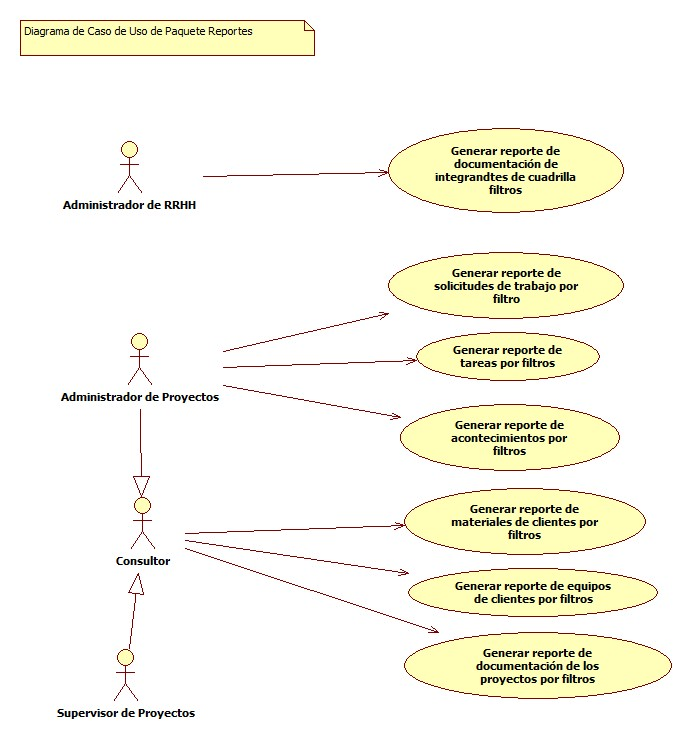 Diagrama de Caso de Uso de Paquete Reportes
Generar reporte de
documentación de
integrandtes de cuadrilla
filtros
Administrador de RRHH
Generar reporte de
solicitudes de trabajo por
filtro
Generar reporte de
tareas por filtros
Administrador de Proyectos
Generar reporte de
acontecimientos por
filtros
Generar reporte de
materiales de clientes por
filtros
Consultor
Generar reporte de equipos
de clientes por filtros
Generar reporte de
documentación de los
proyectos por filtros
Supervisor de Proyectos